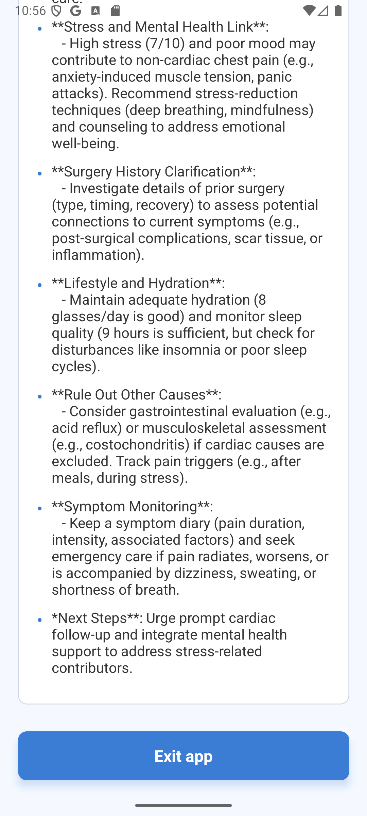 10:56
• **Stress and Mental Health Link**:
- High stress (7/10) and poor mood may
contribute to non-cardiac chest pain (e.g.,
anxiety-induced muscle tension, panic
attacks). Recommend stress-reduction
techniques (deep breathing, mindfulness)
and counseling to address emotional
well-being.
• **Surgery History Clarification**:
- Investigate details of prior surgery
(type, timing, recovery) to assess potential
connections to current symptoms (e.g.,
post-surgical complications, scar tissue, or
inflammation).
• **Lifestyle and Hydration**:
- Maintain adequate hydration (8
glasses/day is good) and monitor sleep
quality (9 hours is sufficient, but check for
disturbances like insomnia or poor sleep
cycles).
• **Rule Out Other Causes**:
- Consider gastrointestinal evaluation (e.g.,
acid reflux) or musculoskeletal assessment
(e.g., costochondritis) if cardiac causes are
excluded. Track pain triggers (e.g., after
meals, during stress).
• **Symptom Monitoring**:
- Keep a symptom diary (pain duration,
intensity, associated factors) and seek
emergency care if pain radiates, worsens, or
is accompanied by dizziness, sweating, or
shortness of breath.
• *Next Steps**: Urge prompt cardiac
follow-up and integrate mental health
support to address stress-related
contributors.
Exit app